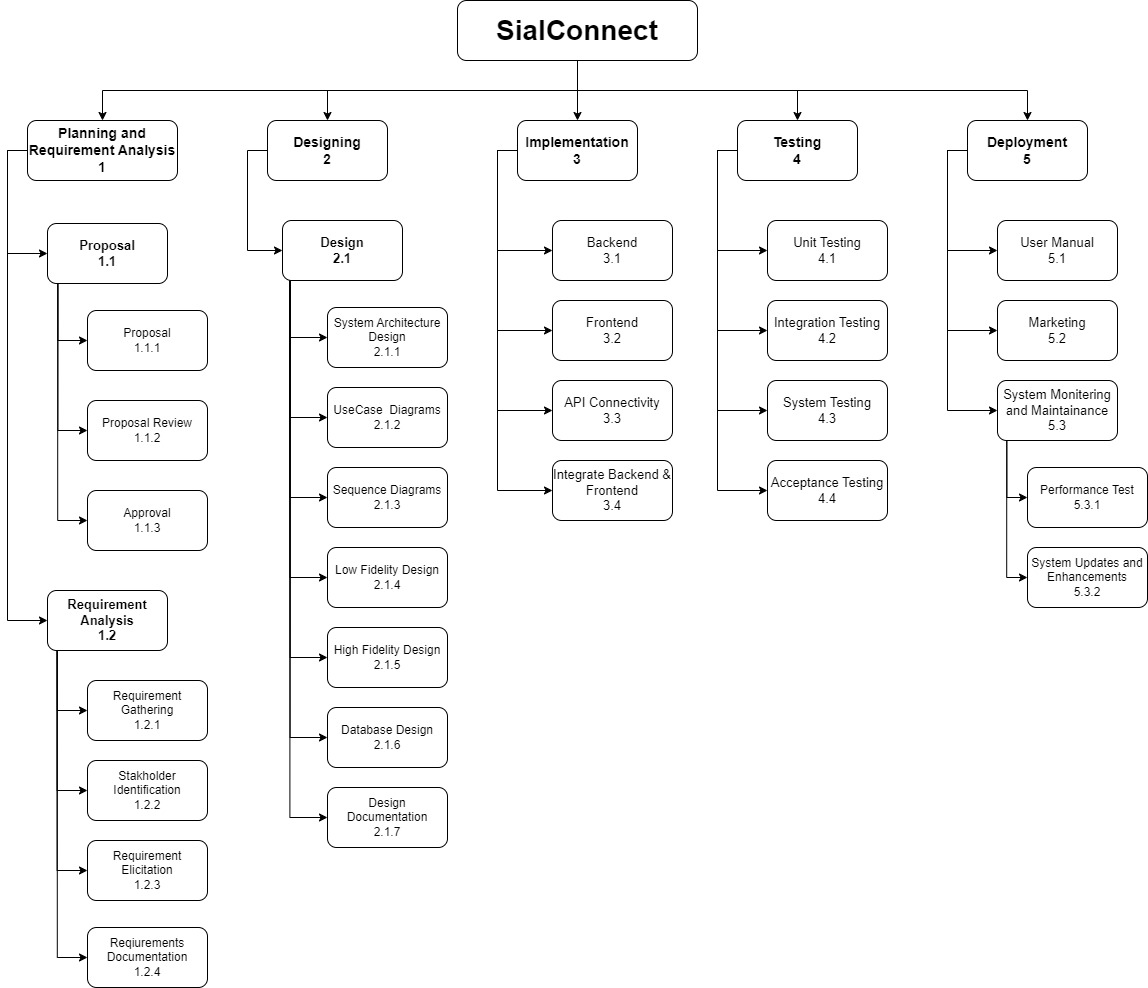 SialConnect
Planning and
Requirement Analysis
1
Proposal
1.1
Proposal
1.1.1
Proposal Review
1.1.2
Approval
1.1.3
Requirement
Analysis
1.2
Requirement
Gathering
1.2.1
Stakholder
Identification
1.2.2
Requirement
Elicitation
1.2.3
Reqiurements
Documentation
1.2.4
Designing
2
Design
2.1
System Architecture
Design
2.1.1
UseCase  Diagrams
2.1.2
Sequence Diagrams
2.1.3
Low Fidelity Design
2.1.4
High Fidelity Design
2.1.5
Database Design
2.1.6
Design
Documentation
2.1.7
Implementation
3
Backend
3.1
Frontend
3.2
API Connectivity
3.3
Integrate Backend &
Frontend
3.4
Testing
4
Unit Testing
4.1
Integration Testing
4.2
System Testing
4.3
Acceptance Testing
4.4
Deployment
5
User Manual
5.1
Marketing
5.2
System Monitering
and Maintainance
5.3
Performance Test
5.3.1
System Updates and
Enhancements
5.3.2